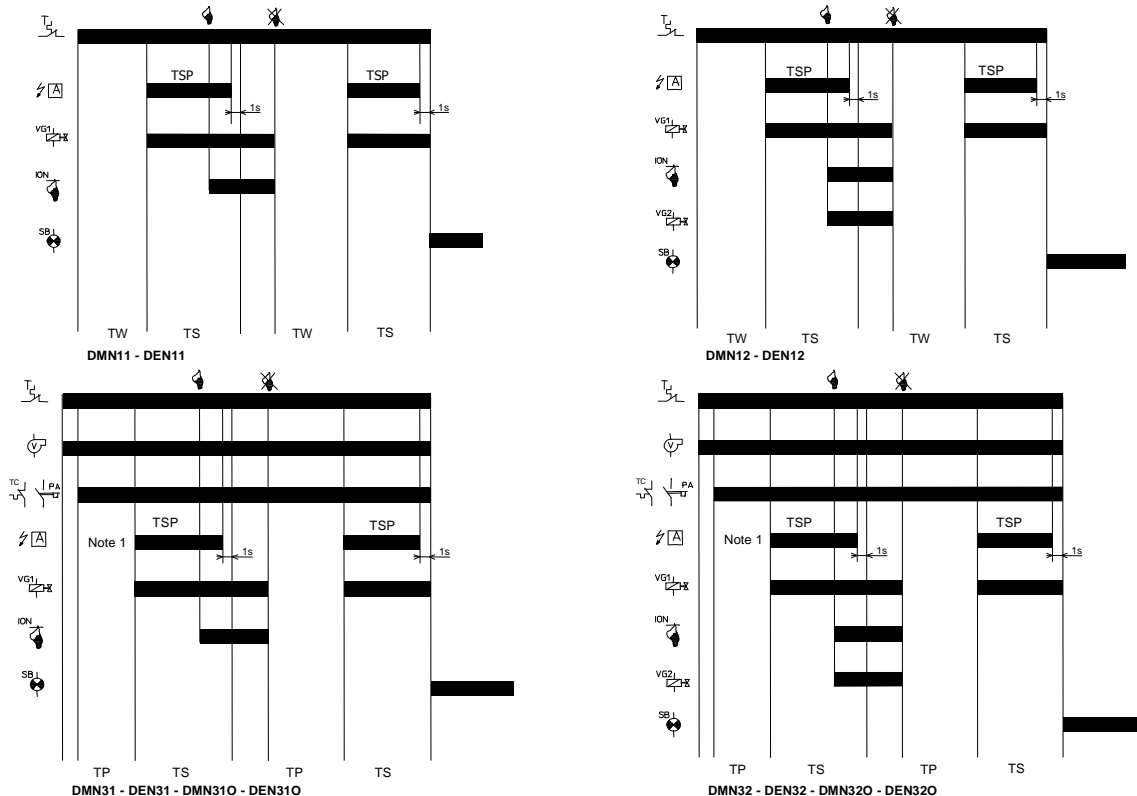 T
TSP
TSP
A
1s
1s
VG1
ION
SB
TW
TS
TW
TS
DMN11 - DEN11
T
TSP
TSP
A
1s
1s
VG1
ION
VG2
SB
TW
TS
TW
TS
DMN12 - DEN12
T
V
TC
PA
TSP
TSP
A
Note 1
1s
1s
VG1
ION
SB
TP
TS
TP
TS
DMN31 - DEN31 - DMN31O - DEN31O
T
V
TC
PA
TSP
TSP
A
Note 1
1s
1s
VG1
ION
VG2
SB
TP
TS
TP
TS
DMN32 - DEN32 - DMN32O - DEN32O